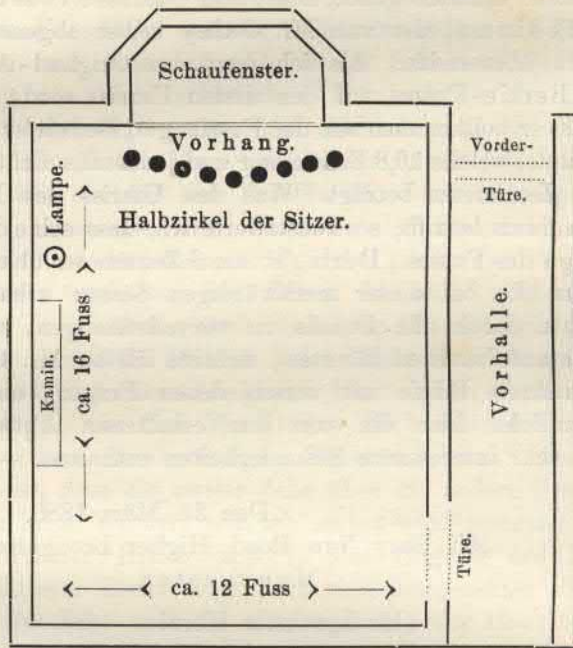 Schaufenster.
Vorhang.
Halbzirkel der Sitzer.
Lampe.
Kamin.
ca. 16 Fuss
ca. 12 Fuss
Vorder-
Türe.
Vorhalle.
Türe.